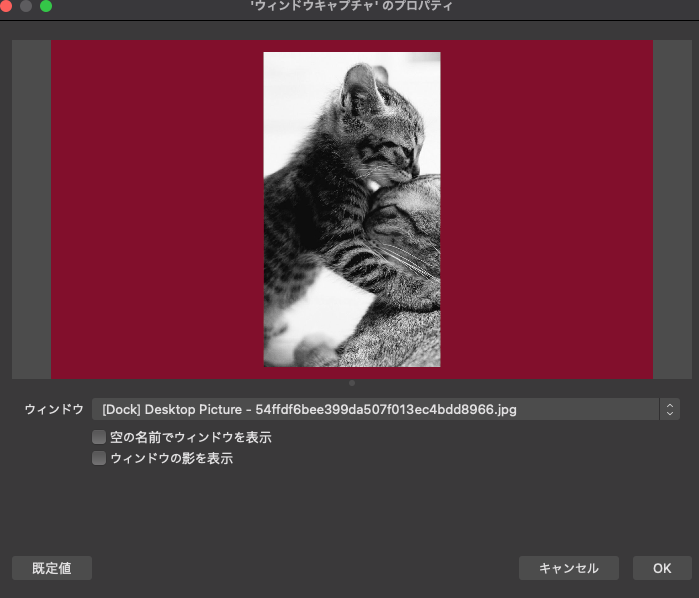 'ウィンドウキャプチャ' のプロパティ
ウィンドウ [Dock] Desktop Picture - 54ffdf6bee399da507f013ec4bdd8966.jpg
空の名前でウィンドウを表示
ウィンドウの影を表示
既定値 キャンセル OK